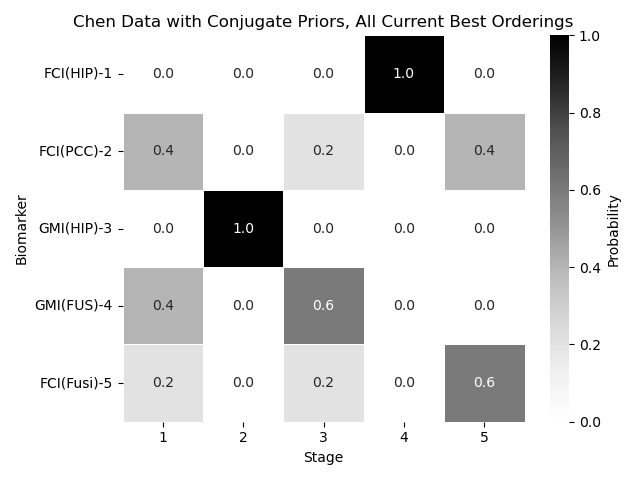 Chen Data with Conjugate Priors, All Current Best Orderings
Biomarker
FCI(HIP)-1 0.0 0.0 0.0 1.0 0.0
FCI(PCC)-2 0.4 0.0 0.2 0.0 0.4
GMI(HIP)-3 0.0 1.0 0.0 0.0 0.0
GMI(FUS)-4 0.4 0.0 0.6 0.0 0.0
FCI(Fusi)-5 0.2 0.0 0.2 0.0 0.6
1 2 3 4 5
Stage
1.0
0.8
0.6
0.4
0.2
0.0
Probability